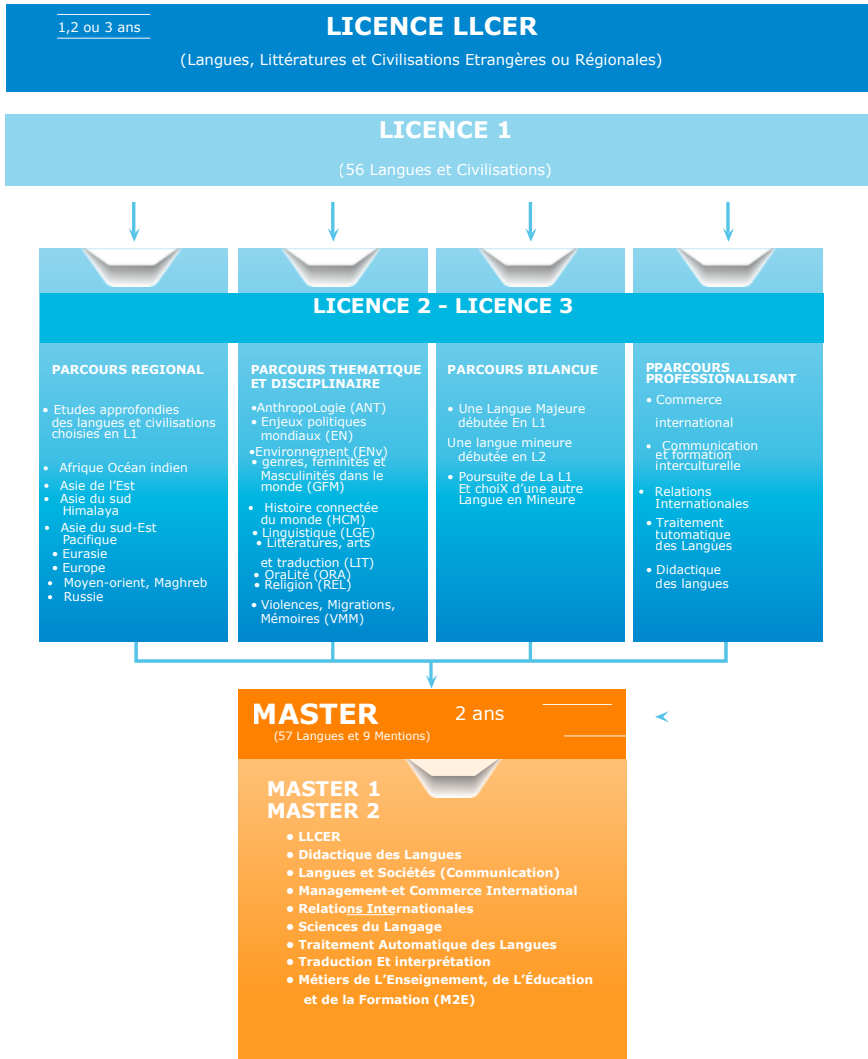 1,2 ou 3 ans
LICENCE LLCER
(Langues, Littératures et Civilisations Etrangères ou Régionales)
LICENCE 1
(56 Langues et Civilisations)
LICENCE 2 – LICENCE 3
PARCOURS REGIONAL
• Etudes approfondies
des langues et civilisations
choisies en L1
• Afrique Océan indien
• Asie de l'Est
• Asie du sud
Himalaya
• Asie du sud-Est
Pacifique
• Eurasie
• Europe
• Moyen-orient, Maghreb
• Russie
PARCOURS THEMATIQUE
ET DISCIPLINAIRE
•AnthropoLogie (ANT)
• Enjeux politiques
mondiaux (EN)
•Environnement (ENv)
• genres, féminités et
Masculinités dans le
monde (GFM)
• Histoire connectée
du monde (HCM)
• Linguistique (LGE)
• Littératures, arts
et traduction (LIT)
• OraLité (ORA)
• Religion (REL)
• Violences, Migrations,
Mémoires (VMM)
PARCOURS BILANCUE
• Une Langue Majeure
débutée En L1
Une langue mineure
débutée en L2
• Poursuite de La L1
Et choiX d'une autre
Langue en Mineure
PPARCOURS
PROFESSIONALISANT
• Commerce
international
• Communication
et formation
interculturelle
• Relations
Internationales
• Traitement
tutomatique
des Langues
• Didactique
des langues
MASTER
2 ans
(57 Langues et 9 Mentions)
MASTER 1
MASTER 2
• LLCER
• Didactique des Langues
• Langues et Sociétés (Communication)
• Management et Commerce International
• Relations Internationales
• Sciences du Langage
• Traitement Automatique des Langues
• Traduction Et interprétation
• Métiers de L'Enseignement, de L'Éducation
et de la Formation (M2E)